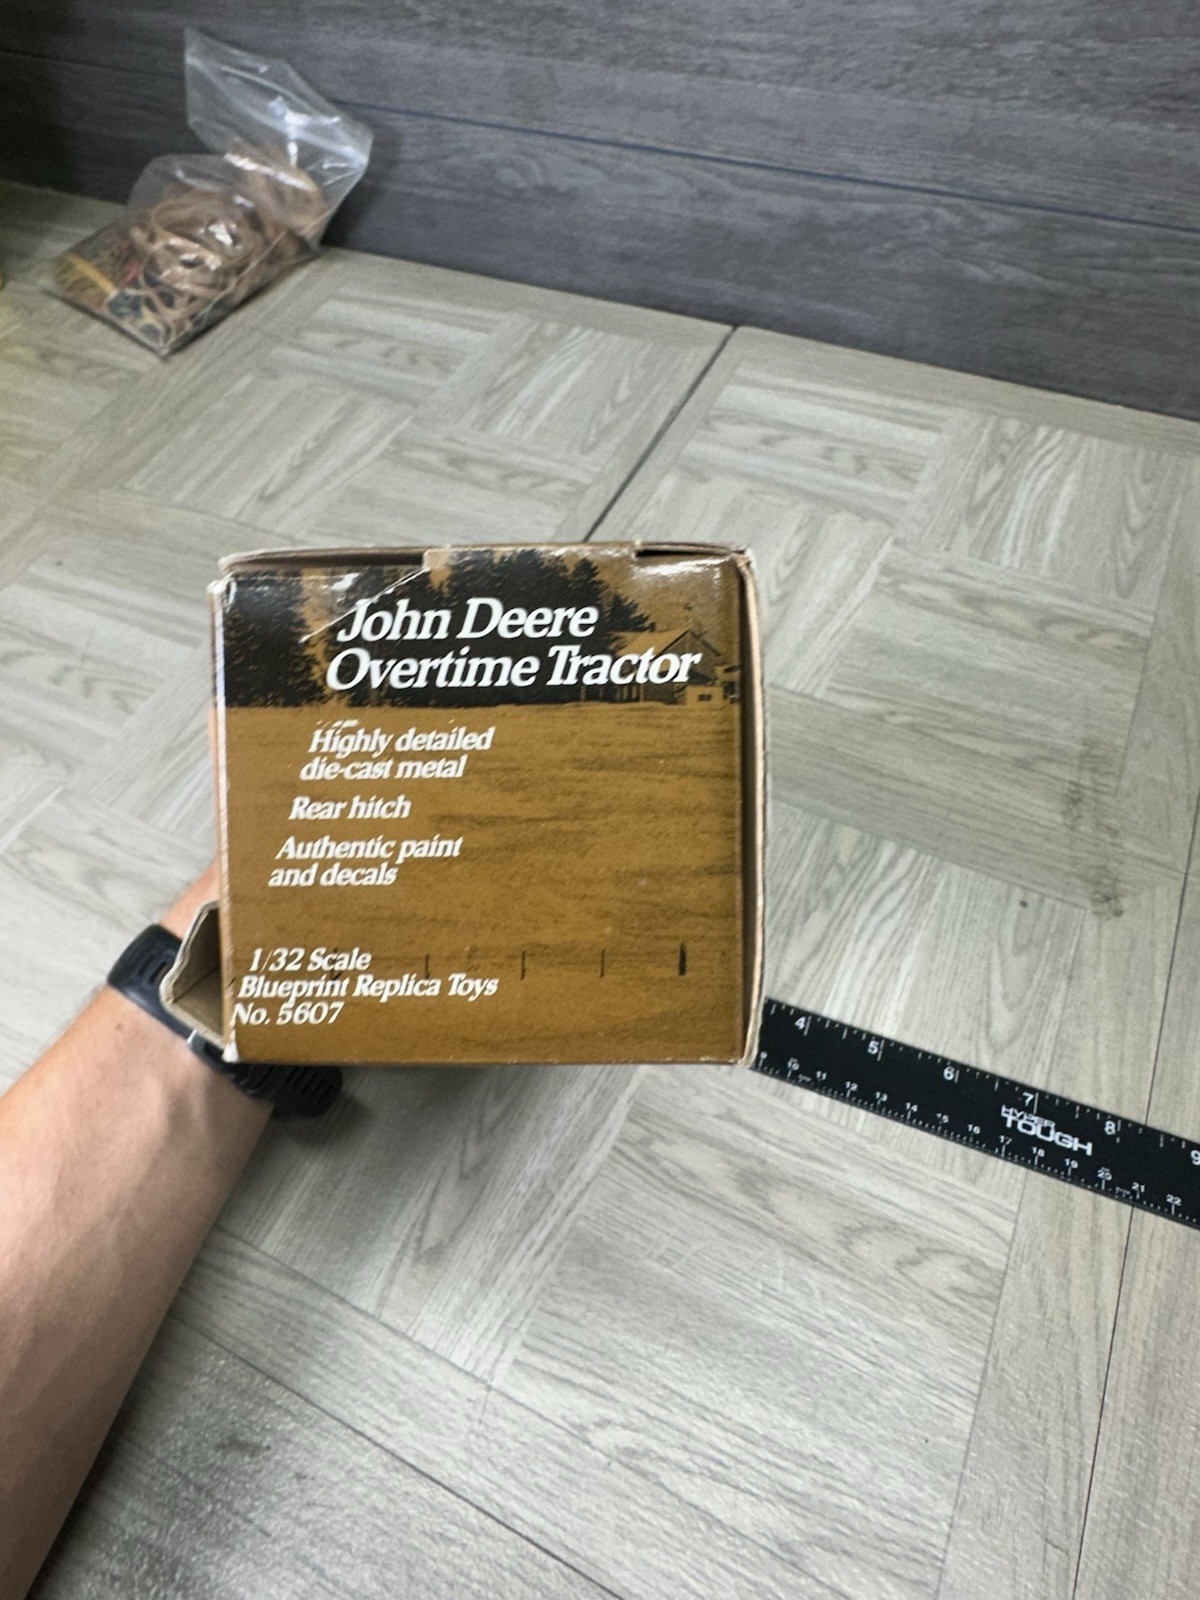 John Deere
Overtime Tractor
Highly detailed
die-cast metal
Rear hitch
Authentic paint
and decals
1/32 Scale
Blueprint Replica Toys
No. 5607
4 5 6 7 8 9
9 10 11 12 13 14 15 16 17 18 19 20 21 22
HYPER
TOUGH